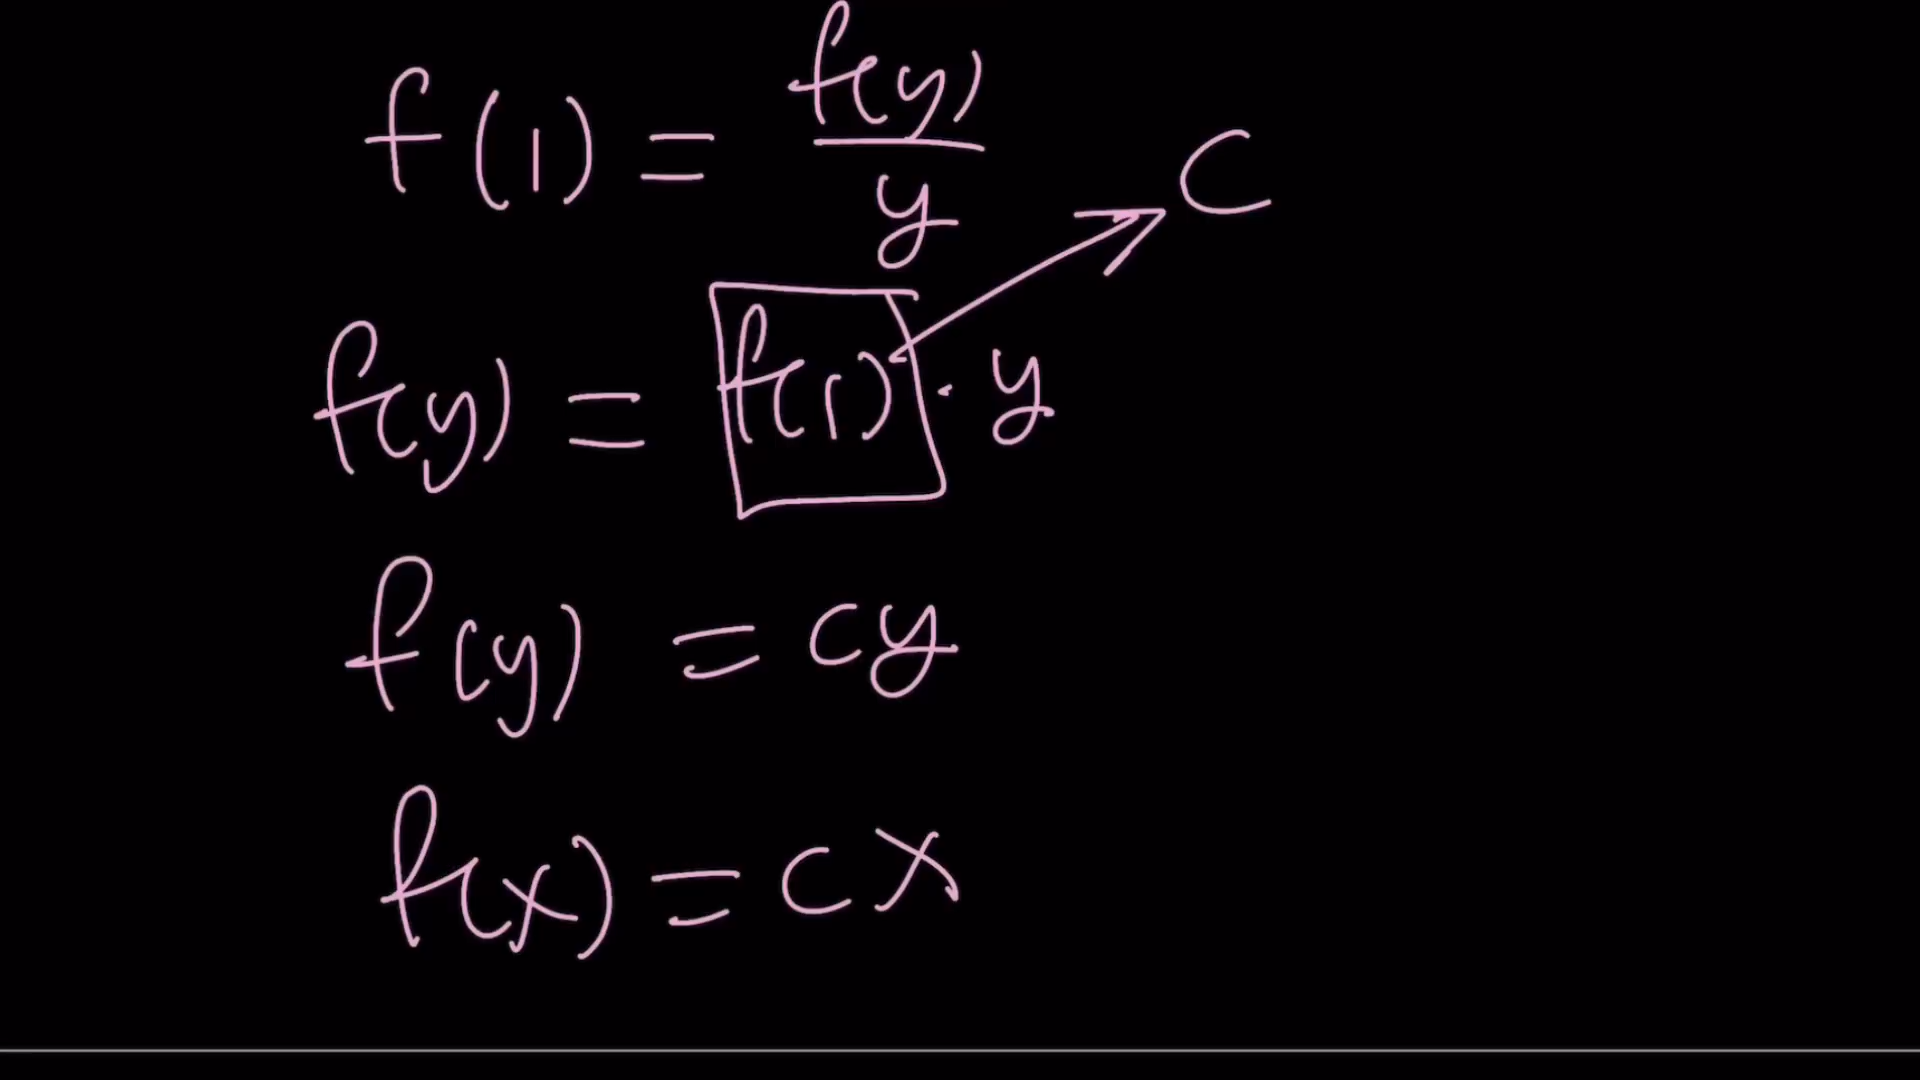 f(1) = f(y)/y
C
f(y) = f(1) · y
f(y) = cy
f(x) = cx